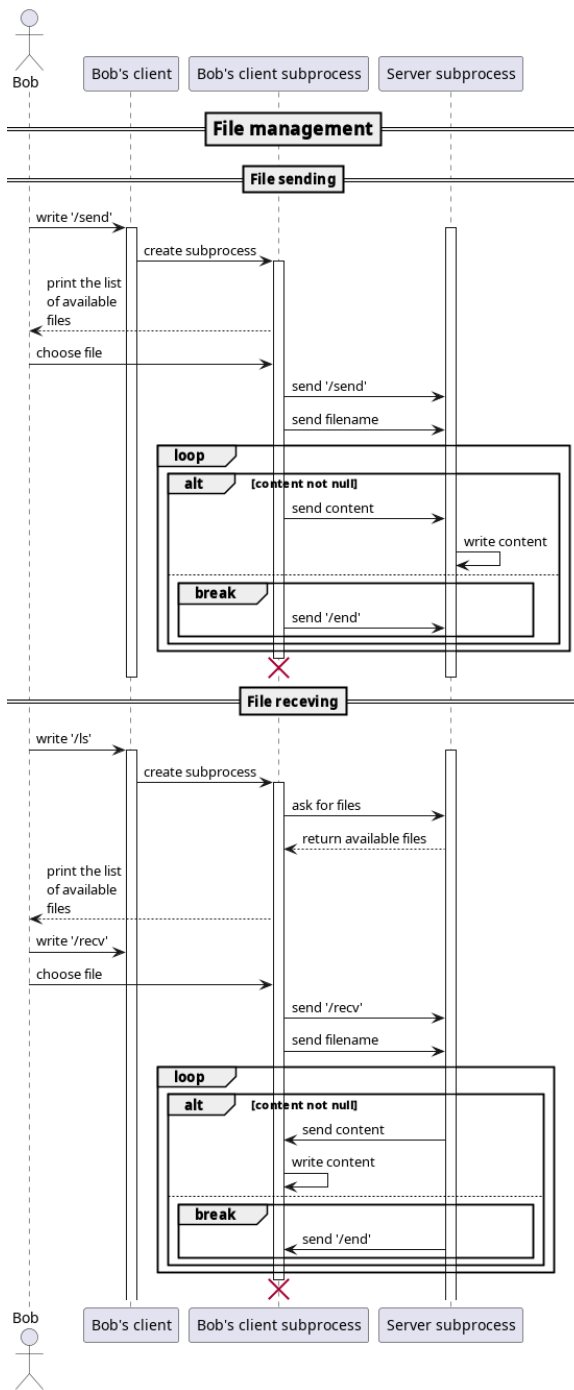 Bob
Bob's client
Bob's client subprocess
Server subprocess
File management
File sending
write '/send'
create subprocess
print the list
of available
files
choose file
send '/send'
send filename
loop
alt
[content not null]
send content
write content
break
send '/end'
File receving
write '/ls'
create subprocess
ask for files
return available files
print the list
of available
files
write '/recv'
choose file
send '/recv'
send filename
loop
alt
[content not null]
send content
write content
break
send '/end'
Bob
Bob's client
Bob's client subprocess
Server subprocess